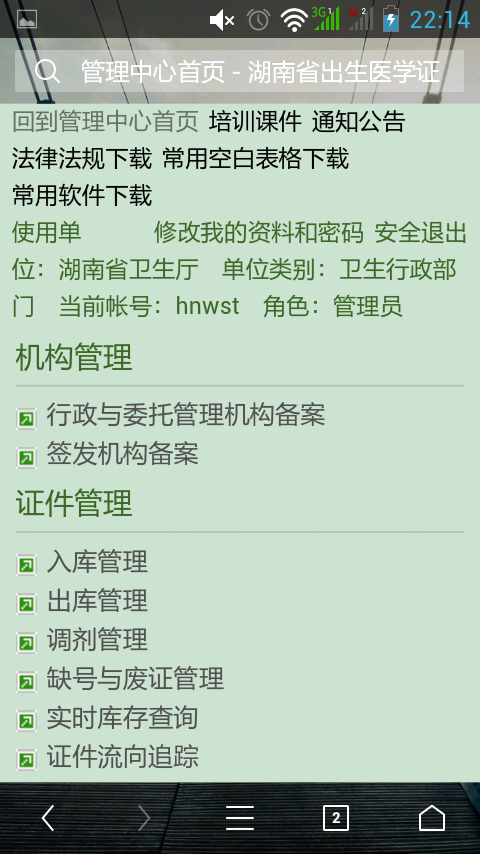 3G 1 2 22:14
管理中心首页 - 湖南省出生医学证
回到管理中心首页 培训课件 通知公告
法律法规下载 常用空白表格下载
常用软件下载
使用单 修改我的资料和密码 安全退出
位：湖南省卫生厅 单位类别：卫生行政部
门 当前帐号：hnwst 角色：管理员
机构管理
行政与委托管理机构备案
签发机构备案
证件管理
入库管理
出库管理
调剂管理
缺号与废证管理
实时库存查询
证件流向追踪
2